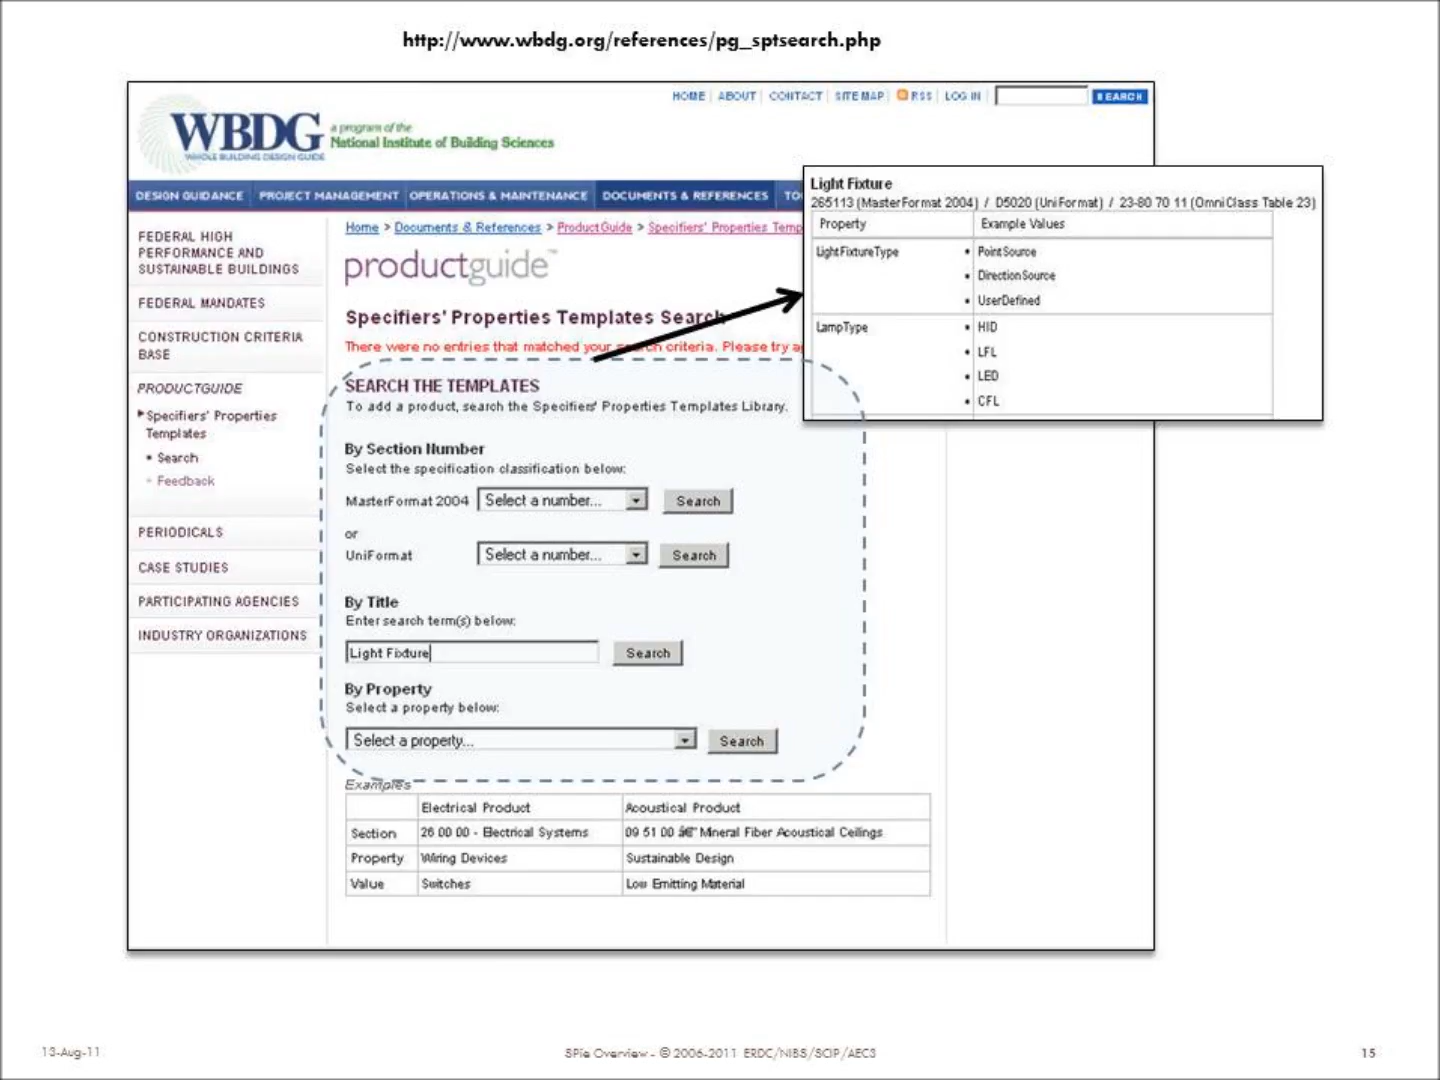 http://www.wbdg.org/references/pg_sptsearch.php
HOME | ABOUT | CONTACT | SITE MAP | RSS | LOG IN | SEARCH
WBDG
WHOLE BUILDING DESIGN GUIDE
a program of the
National Institute of Building Sciences
DESIGN GUIDANCE PROJECT MANAGEMENT OPERATIONS & MAINTENANCE DOCUMENTS & REFERENCES TO
Light Fixture
265113 (MasterFormat 2004) / D5020 (UniFormat) / 23-80 70 11 (OmniClass Table 23)
Property Example Values
LightFixtureType • PointSource
• DirectionSource
• UserDefined
LampType • HID
• LFL
• LED
• CFL
FEDERAL HIGH
PERFORMANCE AND
SUSTAINABLE BUILDINGS
FEDERAL MANDATES
CONSTRUCTION CRITERIA
BASE
PRODUCTGUIDE
Specifiers' Properties
Templates
• Search
Feedback
PERIODICALS
CASE STUDIES
PARTICIPATING AGENCIES
INDUSTRY ORGANIZATIONS
Home > Documents & References > ProductGuide > Specifiers' Properties Temp
productguide™
Specifiers' Properties Templates Search
There were no entries that matched your search criteria. Please try ag
SEARCH THE TEMPLATES
To add a product, search the Specifiers' Properties Templates Library.
By Section Number
Select the specification classification below:
MasterFormat 2004 Select a number... Search
or
UniFormat Select a number... Search
By Title
Enter search term(s) below:
Light Fixture Search
By Property
Select a property below:
Select a property... Search
Examples
Electrical Product Acoustical Product
Section 26 00 00 - Electrical Systems 09 51 00 â€“ Mineral Fiber Acoustical Ceilings
Property Wiring Devices Sustainable Design
Value Switches Low Emitting Material
13-Aug-11 SPie Overview - © 2006-2011 ERDC/NIBS/SCIP/AEC3 15